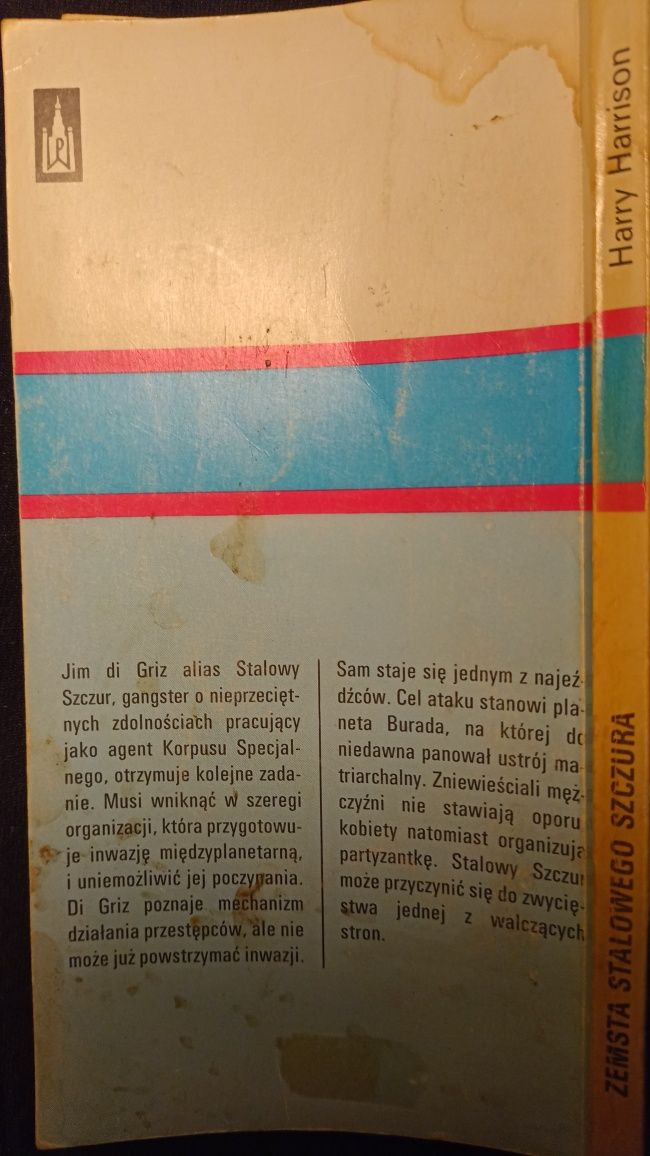 P
Jim di Griz alias Stalowy
Szczur, gangster o nieprzecięt-
nych zdolnościach pracujący
jako agent Korpusu Specjal-
nego, otrzymuje kolejne zada-
nie. Musi wniknąć w szeregi
organizacji, która przygotowu-
je inwazję międzyplanetarną,
i uniemożliwić jej poczynania.
Di Griz poznaje mechanizm
działania przestępców, ale nie
może już powstrzymać inwazji.
Sam staje się jednym z najeź-
dźców. Cel ataku stanowi pla-
neta Burada, na której do
niedawna panował ustrój ma-
triarchalny. Zniewieściali męż-
czyźni nie stawiają oporu
kobiety natomiast organizują
partyzantkę. Stalowy Szczur
może przyczynić się do zwycię-
stwa jednej z walczących
stron.
Harry Harrison
ZEMSTA STALOWEGO SZCZURA